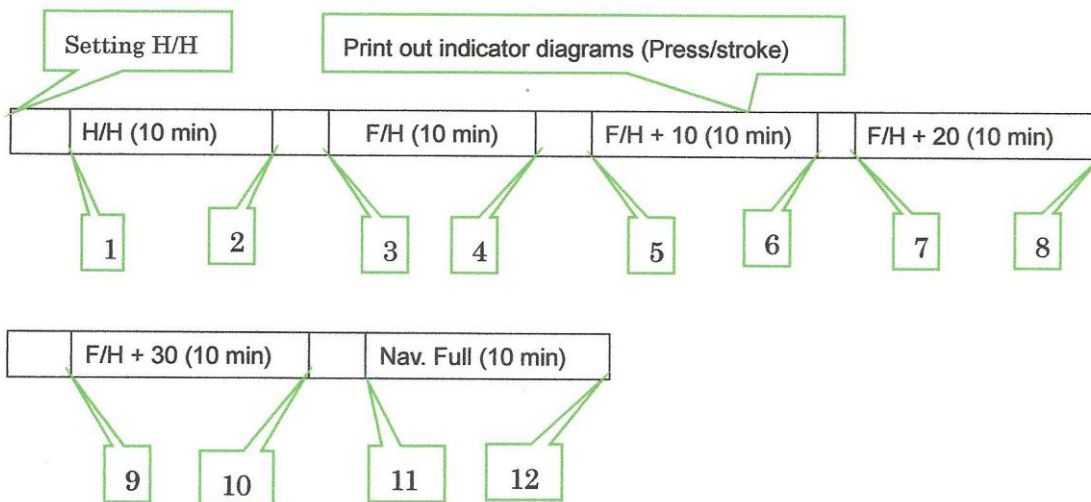 Setting H/H
Print out indicator diagrams (Press/stroke)
H/H (10 min)
F/H (10 min)
F/H + 10 (10 min)
F/H + 20 (10 min)
1
2
3
4
5
6
7
8
F/H + 30 (10 min)
Nav. Full (10 min)
9
10
11
12